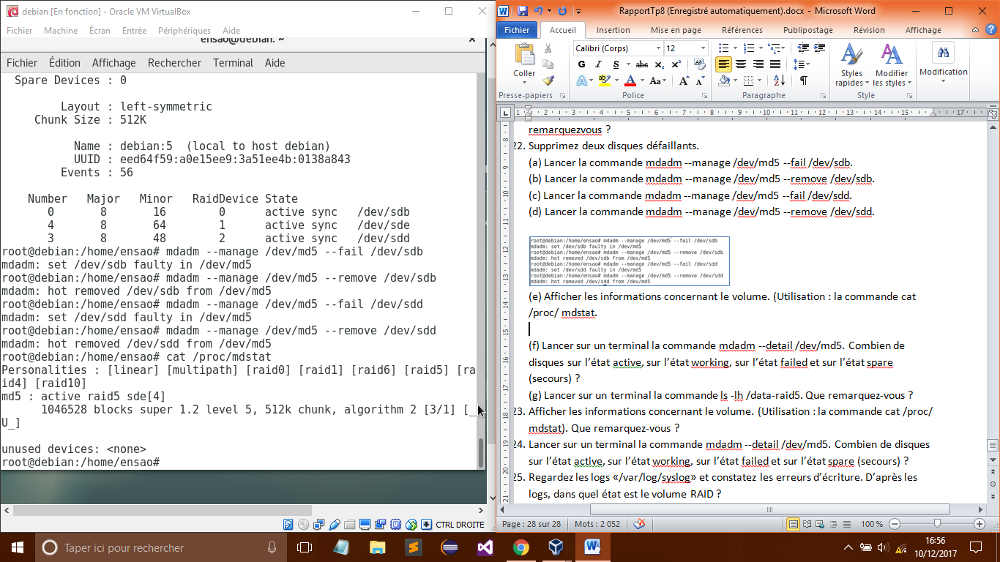 debian [En fonction] - Oracle VM VirtualBox
Fichier Machine Écran Entrée Périphériques Aide
ensao@debian: ~
Fichier Édition Affichage Rechercher Terminal Aide
Spare Devices : 0
Layout : left-symmetric
Chunk Size : 512K
Name : debian:5 (local to host debian)
UUID : eed64f59:a0e15ee9:3a51ee4b:0138a843
Events : 56
Number Major Minor RaidDevice State
0 8 16 0 active sync /dev/sdb
4 8 64 1 active sync /dev/sde
3 8 48 2 active sync /dev/sdd
root@debian:/home/ensao# mdadm --manage /dev/md5 --fail /dev/sdb
mdadm: set /dev/sdb faulty in /dev/md5
root@debian:/home/ensao# mdadm --manage /dev/md5 --remove /dev/sdb
mdadm: hot removed /dev/sdb from /dev/md5
root@debian:/home/ensao# mdadm --manage /dev/md5 --fail /dev/sdd
mdadm: set /dev/sdd faulty in /dev/md5
root@debian:/home/ensao# mdadm --manage /dev/md5 --remove /dev/sdd
mdadm: hot removed /dev/sdd from /dev/md5
root@debian:/home/ensao# cat /proc/mdstat
Personalities : [linear] [multipath] [raid0] [raid1] [raid6] [raid5] [ra
id4] [raid10]
md5 : active raid5 sde[4]
1046528 blocks super 1.2 level 5, 512k chunk, algorithm 2 [3/1] [_
U_]
unused devices: <none>
root@debian:/home/ensao#
CTRL DROITE
RapportTp8 (Enregistré automatiquement).docx - Microsoft Word
Fichier Accueil Insertion Mise en page Références Publipostage Révision Affichage
Calibri (Corps) 12
Coller
G I S abc x₂ x²
Styles rapides
Modifier les styles
Modification
Presse-papiers Police Paragraphe Style
1 1 2 3 4 5 6 7 8 9 10 11 12 13 14 15 17
remarquezvous ?
22. Supprimez deux disques défaillants.
(a) Lancer la commande mdadm --manage /dev/md5 --fail /dev/sdb.
(b) Lancer la commande mdadm --manage /dev/md5 --remove /dev/sdb.
(c) Lancer la commande mdadm --manage /dev/md5 --fail /dev/sdd.
(d) Lancer la commande mdadm --manage /dev/md5 --remove /dev/sdd.
root@debian:/home/ensao# mdadm --manage /dev/md5 --fail /dev/sdb
mdadm: set /dev/sdb faulty in /dev/md5
root@debian:/home/ensao# mdadm --manage /dev/md5 --remove /dev/sdb
mdadm: hot removed /dev/sdb from /dev/md5
root@debian:/home/ensao# mdadm --manage /dev/md5 --fail /dev/sdd
mdadm: set /dev/sdd faulty in /dev/md5
root@debian:/home/ensao# mdadm --manage /dev/md5 --remove /dev/sdd
mdadm: hot removed /dev/sdd from /dev/md5
(e) Afficher les informations concernant le volume. (Utilisation : la commande cat
/proc/ mdstat.
(f) Lancer sur un terminal la commande mdadm --detail /dev/md5. Combien de
disques sur l’état active, sur l’état working, sur l’état failed et sur l’état spare
(secours) ?
(g) Lancer sur un terminal la commande ls -lh /data-raid5. Que remarquez-vous ?
23. Afficher les informations concernant le volume. (Utilisation : la commande cat /proc/
mdstat). Que remarquez-vous ?
24. Lancer sur un terminal la commande mdadm --detail /dev/md5. Combien de disques
sur l’état active, sur l’état working, sur l’état failed et sur l’état spare (secours) ?
25. Regardez les logs «/var/log/syslog» et constatez les erreurs d’écriture. D’après les
logs, dans quel état est le volume RAID ?
Page : 28 sur 28 Mots : 2 052 100 %
Taper ici pour rechercher
16:56
10/12/2017